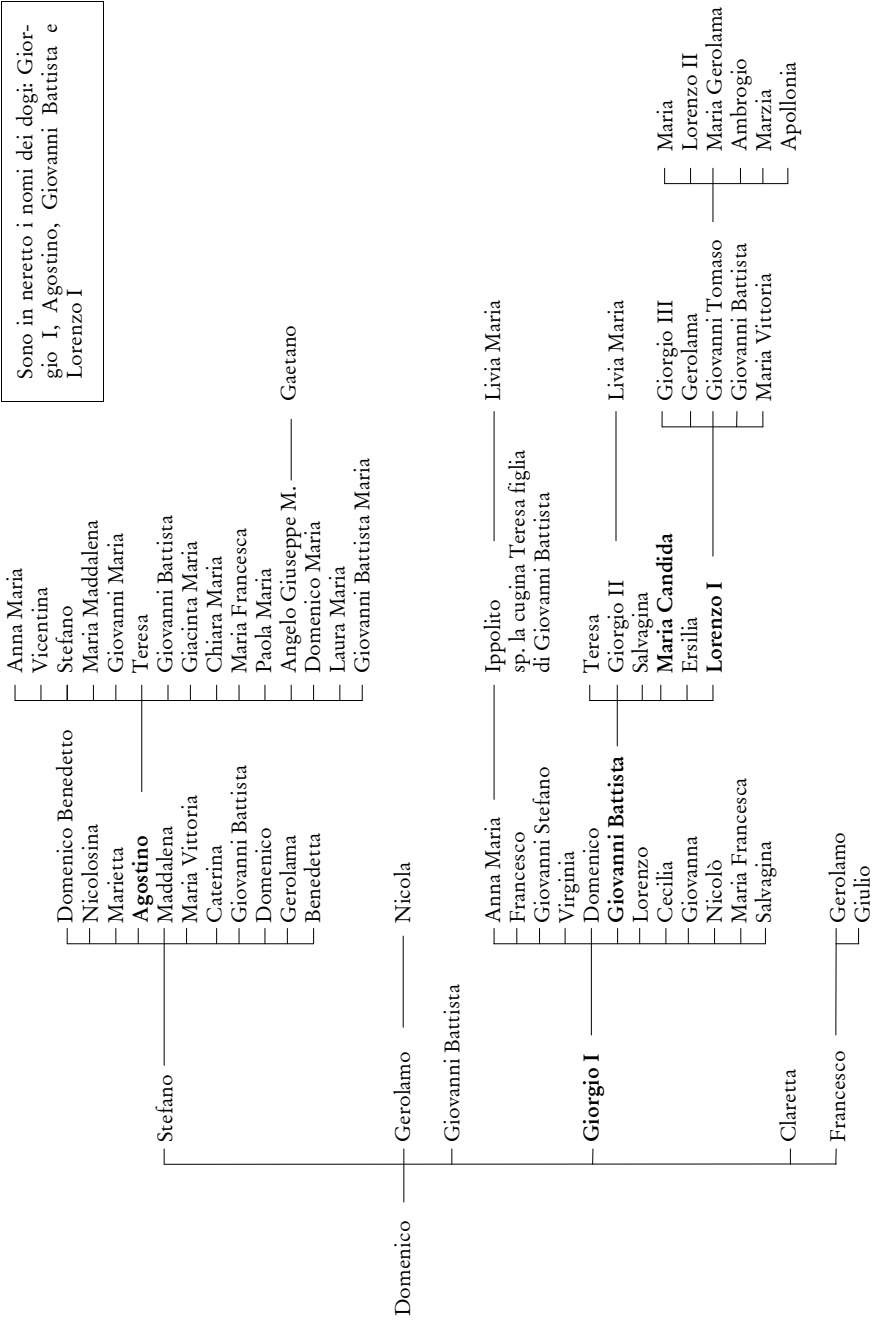 Sono in neretto i nomi dei dogi: Gior-
gio I, Agostino, Giovanni Battista e
Lorenzo I
Domenico
Stefano
Gerolamo
Giovanni Battista
Giorgio I
Claretta
Francesco
Domenico Benedetto
Nicolosina
Marietta
Agostino
Maddalena
Maria Vittoria
Caterina
Giovanni Battista
Domenico
Gerolama
Benedetta
Nicola
Anna Maria
Francesco
Giovanni Stefano
Virginia
Domenico
Giovanni Battista
Lorenzo
Cecilia
Giovanna
Nicolò
Maria Francesca
Salvagina
Gerolamo
Giulio
Anna Maria
Vicentina
Stefano
Maria Maddalena
Giovanni Maria
Teresa
Giovanni Battista
Giacinta Maria
Chiara Maria
Maria Francesca
Paola Maria
Angelo Giuseppe M.
Domenico Maria
Laura Maria
Giovanni Battista Maria
Ippolito
sp. la cugina Teresa figlia
di Giovanni Battista
Teresa
Giorgio II
Salvagina
Maria Candida
Ersilia
Lorenzo I
Gaetano
Livia Maria
Livia Maria
Giorgio III
Gerolama
Giovanni Tomaso
Giovanni Battista
Maria Vittoria
Maria
Lorenzo II
Maria Gerolama
Ambrogio
Marzia
Apollonia